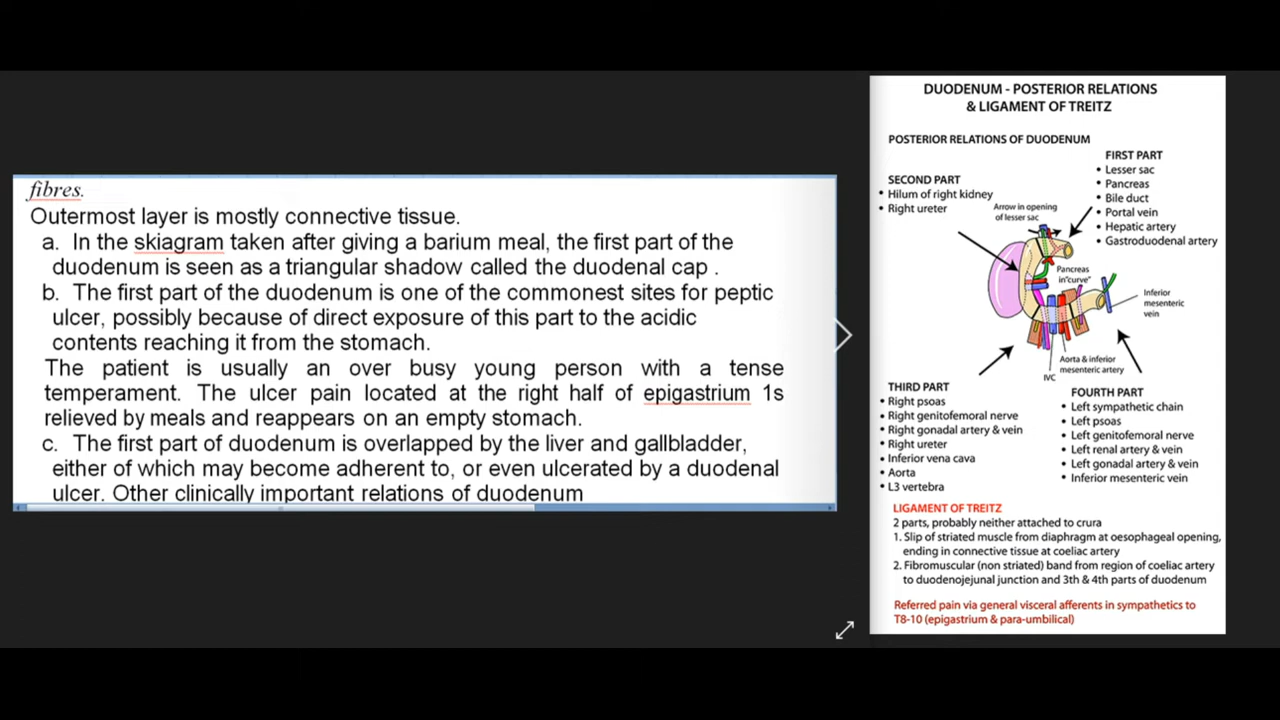 fibres.
Outermost layer is mostly connective tissue.
a. In the skiagram taken after giving a barium meal, the first part of the
duodenum is seen as a triangular shadow called the duodenal cap .
b. The first part of the duodenum is one of the commonest sites for peptic
ulcer, possibly because of direct exposure of this part to the acidic
contents reaching it from the stomach.
The patient is usually an over busy young person with a tense
temperament. The ulcer pain located at the right half of epigastrium 1s
relieved by meals and reappears on an empty stomach.
c. The first part of duodenum is overlapped by the liver and gallbladder,
either of which may become adherent to, or even ulcerated by a duodenal
ulcer. Other clinically important relations of duodenum
DUODENUM - POSTERIOR RELATIONS
& LIGAMENT OF TREITZ
POSTERIOR RELATIONS OF DUODENUM
FIRST PART
• Lesser sac
• Pancreas
• Bile duct
• Portal vein
• Hepatic artery
• Gastroduodenal artery
SECOND PART
• Hilum of right kidney
• Right ureter
Arrow in opening
of lesser sac
Pancreas
in"curve"
Inferior
mesenteric
vein
Aorta & inferior
mesenteric artery
IVC
THIRD PART
• Right psoas
• Right genitofemoral nerve
• Right gonadal artery & vein
• Right ureter
• Inferior vena cava
• Aorta
• L3 vertebra
FOURTH PART
• Left sympathetic chain
• Left psoas
• Left genitofemoral nerve
• Left renal artery & vein
• Left gonadal artery & vein
• Inferior mesenteric vein
LIGAMENT OF TREITZ
2 parts, probably neither attached to crura
1. Slip of striated muscle from diaphragm at oesophageal opening,
ending in connective tissue at coeliac artery
2. Fibromuscular (non striated) band from region of coeliac artery
to duodenojejunal junction and 3th & 4th parts of duodenum
Referred pain via general visceral afferents in sympathetics to
T8-10 (epigastrium & para-umbilical)